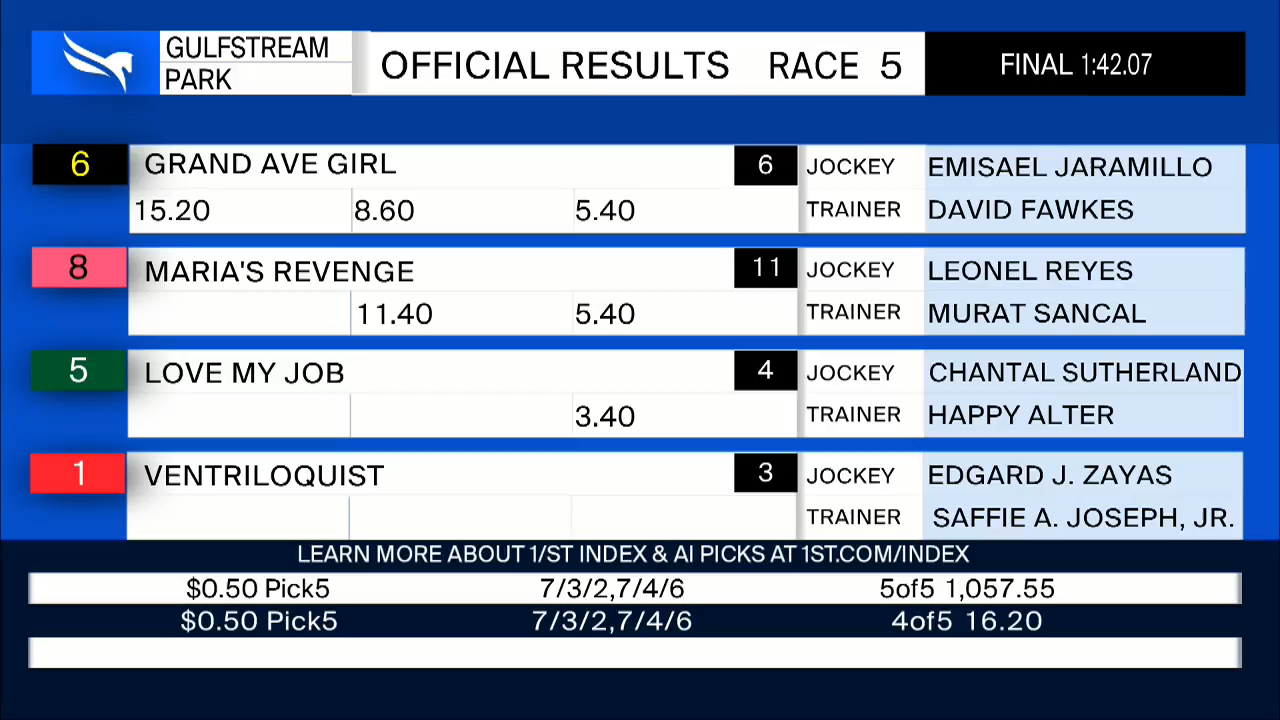 GULFSTREAM
PARK
OFFICIAL RESULTS RACE 5
FINAL 1:42.07
6 GRAND AVE GIRL 6 JOCKEY EMISAEL JARAMILLO
15.20 8.60 5.40 TRAINER DAVID FAWKES
8 MARIA'S REVENGE 11 JOCKEY LEONEL REYES
11.40 5.40 TRAINER MURAT SANCAL
5 LOVE MY JOB 4 JOCKEY CHANTAL SUTHERLAND
3.40 TRAINER HAPPY ALTER
1 VENTRILOQUIST 3 JOCKEY EDGARD J. ZAYAS
TRAINER SAFFIE A. JOSEPH, JR.
LEARN MORE ABOUT 1/ST INDEX & AI PICKS AT 1ST.COM/INDEX
$0.50 Pick5 7/3/2,7/4/6 5of5 1,057.55
$0.50 Pick5 7/3/2,7/4/6 4of5 16.20